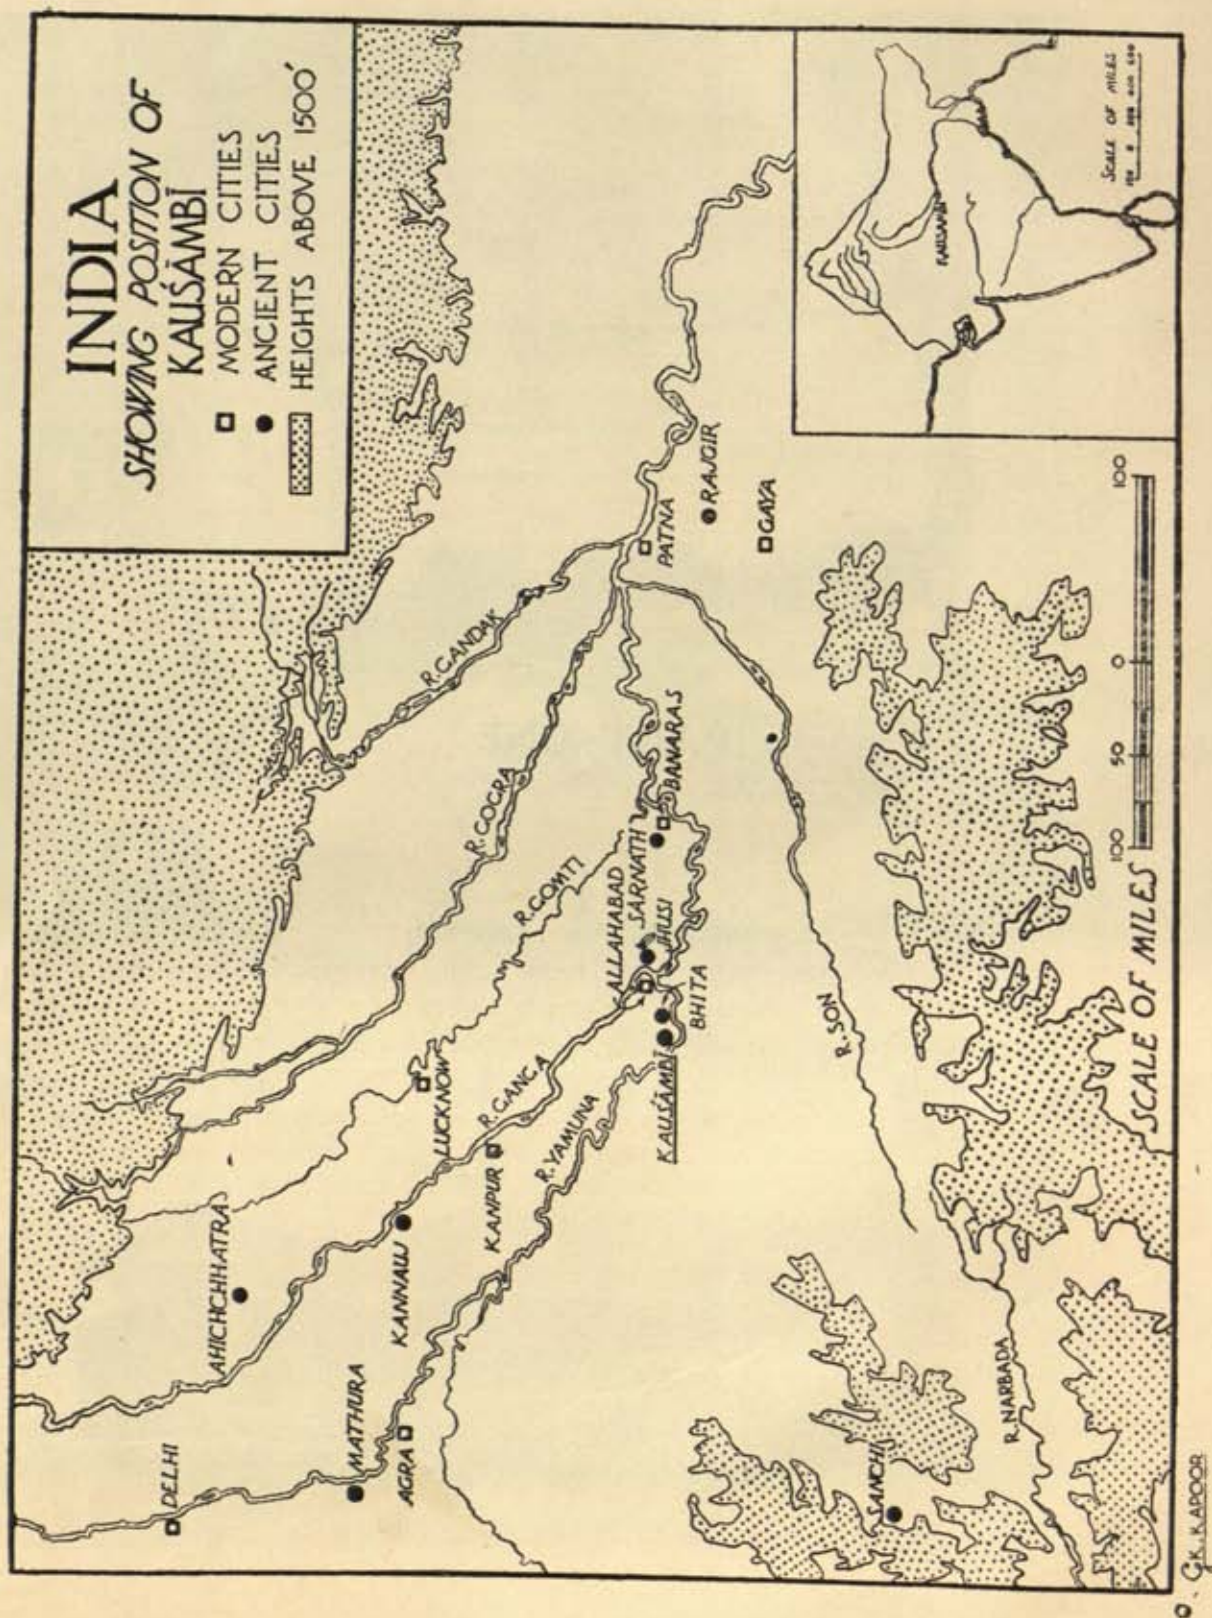 INDIA
SHOWING POSITION OF
KAUŚĀMBĪ
MODERN CITIES
ANCIENT CITIES
HEIGHTS ABOVE 1500'
DELHI
AHICHCHHATRA
MATHURA
AGRA
KANNAUJ
LUCKNOW
KANPUR
R. GANGA
R. YAMUNA
R. GOMTI
R. GOGRA
R. GANDAK
ALLAHABAD
SARNATH
JHUSI
BANARAS
KAUŚĀMBĪ
BHITA
PATNA
RAJGIR
GAYA
R. SON
SANCHI
R. NARBADA
KAUSAMBI
SCALE OF MILES
100 50 0 100
SCALE OF MILES
G.K. KAPOOR